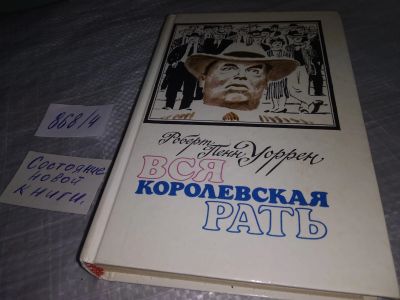 868/4
Состояние
новой
книги.
Роберт
Пенн Уоррен
ВСЯ
КОРОЛЕВСКАЯ
РАТЬ